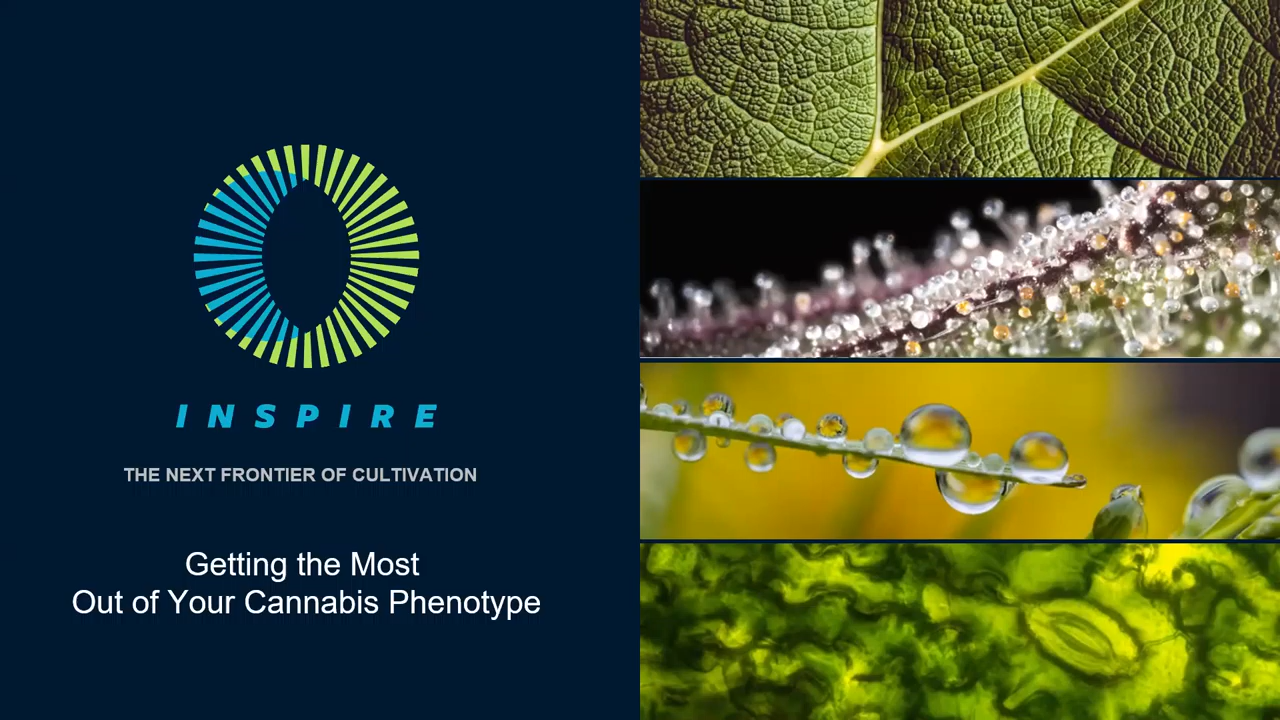 INSPIRE
THE NEXT FRONTIER OF CULTIVATION
Getting the Most
Out of Your Cannabis Phenotype